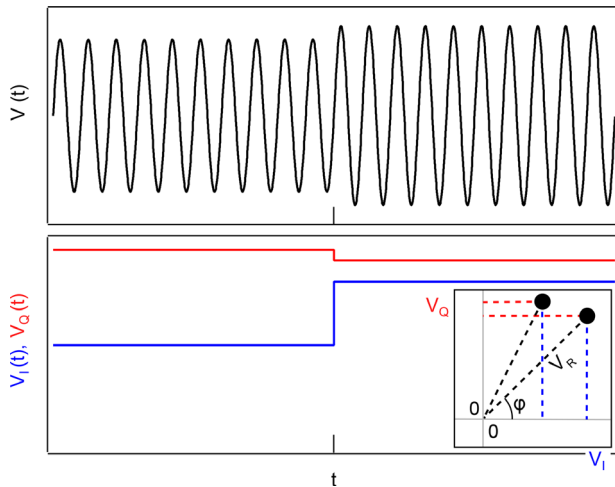 V (t)
V_I(t), V_Q(t)
V_Q
V_R
φ
0
0
V_I
t